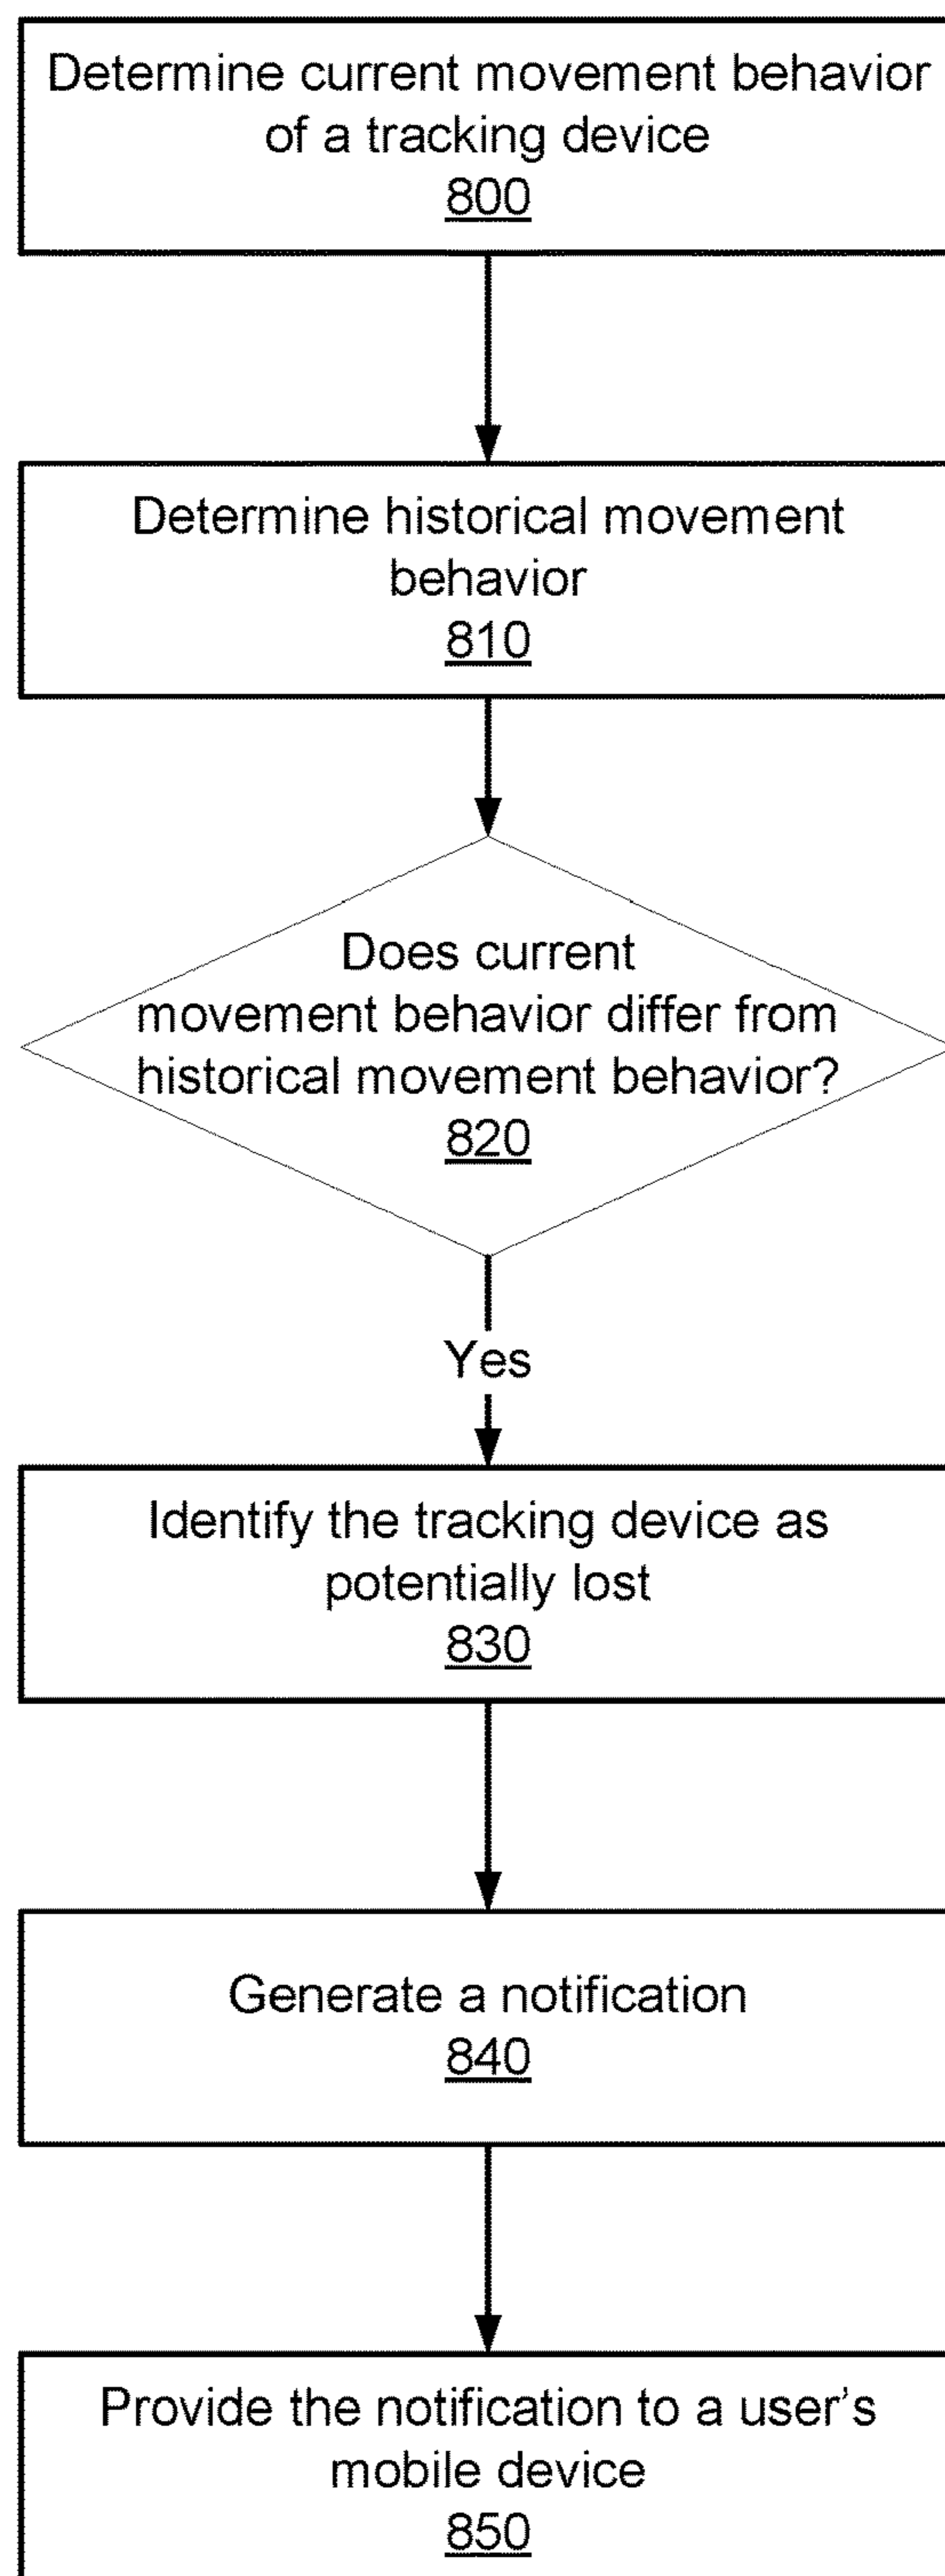 Determine current movement behavior
of a tracking device
800
Determine historical movement
behavior
810
Does current
movement behavior differ from
historical movement behavior?
820
Yes
Identify the tracking device as
potentially lost
830
Generate a notification
840
Provide the notification to a user's
mobile device
850